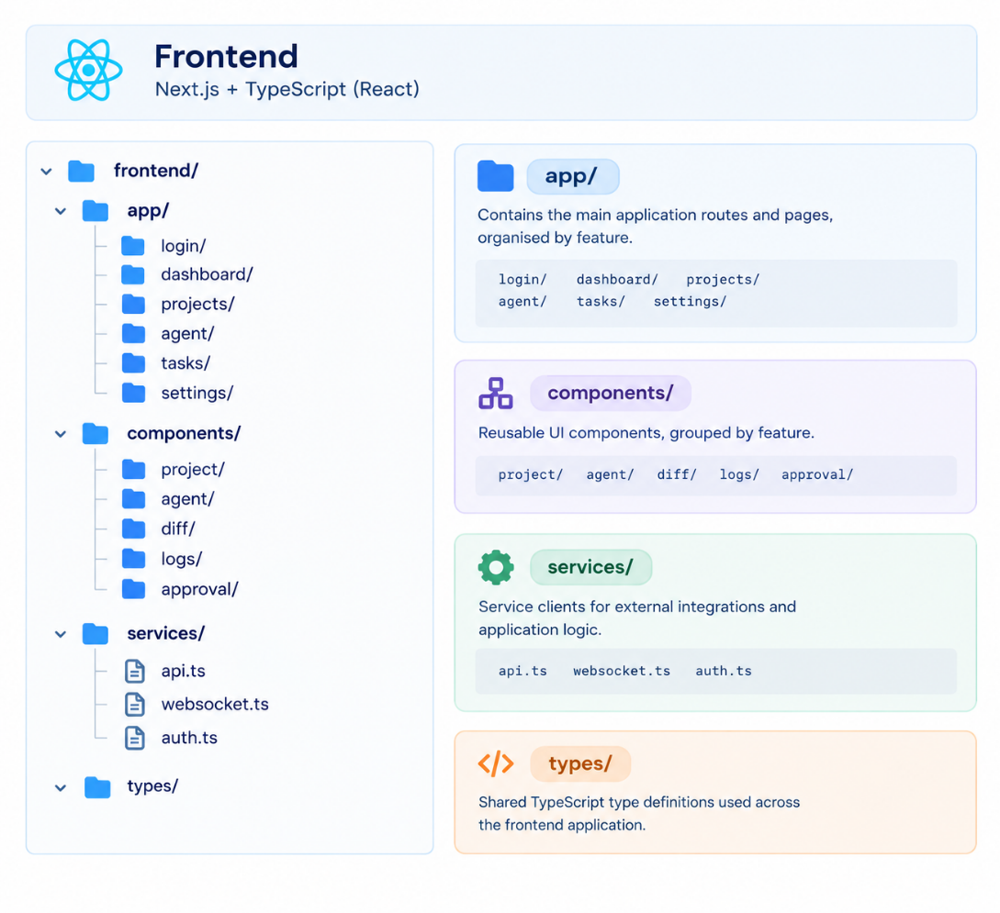 Frontend
Next.js + TypeScript (React)
frontend/
app/
login/
dashboard/
projects/
agent/
tasks/
settings/
components/
project/
agent/
diff/
logs/
approval/
services/
api.ts
websocket.ts
auth.ts
types/
app/
Contains the main application routes and pages,
organised by feature.
login/ dashboard/ projects/
agent/ tasks/ settings/
components/
Reusable UI components, grouped by feature.
project/ agent/ diff/ logs/ approval/
services/
Service clients for external integrations and
application logic.
api.ts websocket.ts auth.ts
types/
Shared TypeScript type definitions used across
the frontend application.